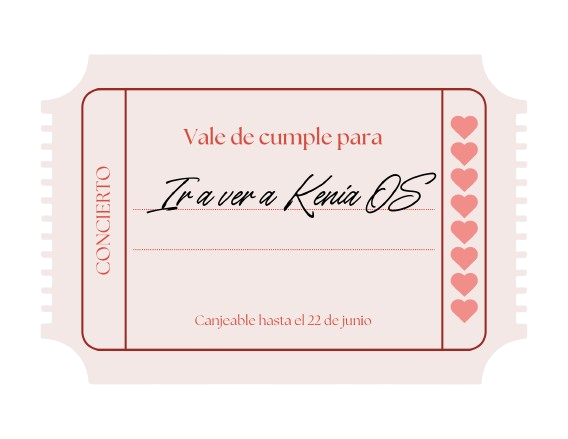 CONCIERTO
Vale de cumple para
Ir a ver a Kenia OS
Canjeable hasta el 22 de junio